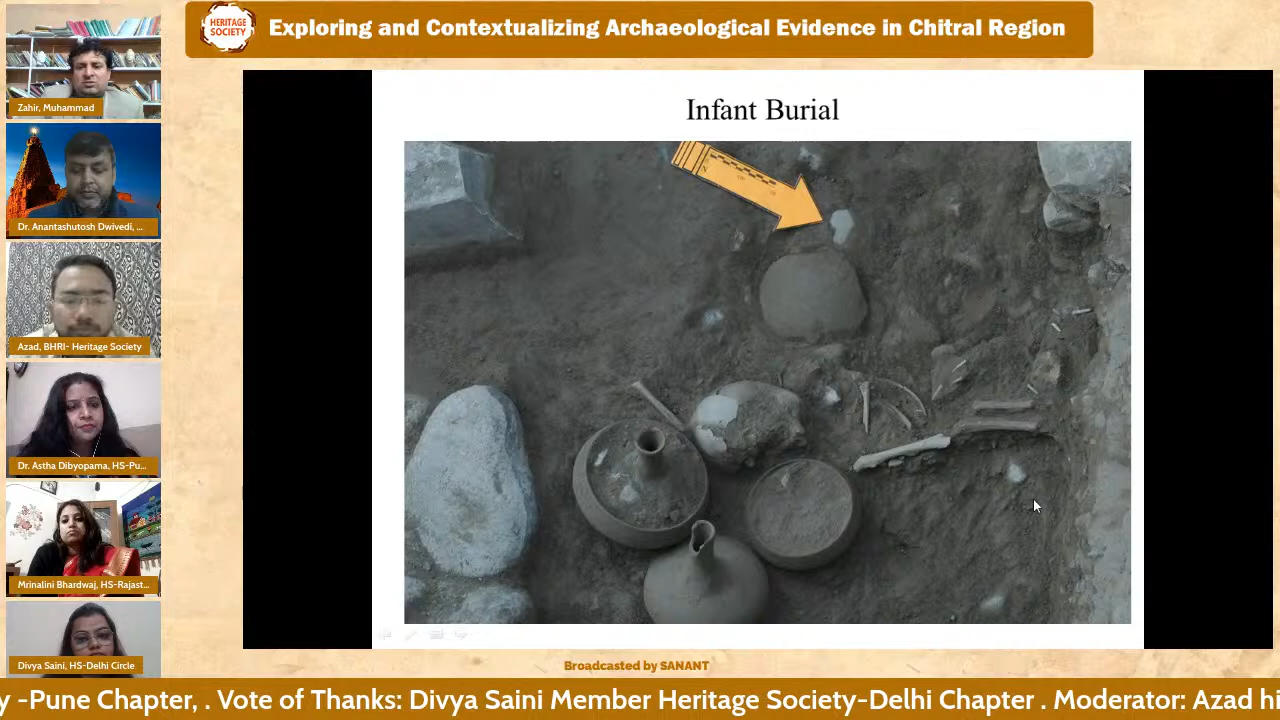 HERITAGE
SOCIETY
Exploring and Contextualizing Archaeological Evidence in Chitral Region
Zahir, Muhammad
Dr. Anantashutosh Dwivedi, ...
Azad, BHRI- Heritage Society
Dr. Astha Dibyopama, HS-Pu...
Mrinalini Bhardwaj, HS-Rajast...
Divya Saini, HS-Delhi Circle
Infant Burial
N
Broadcasted by SANANT
y -Pune Chapter, . Vote of Thanks: Divya Saini Member Heritage Society-Delhi Chapter . Moderator: Azad hi